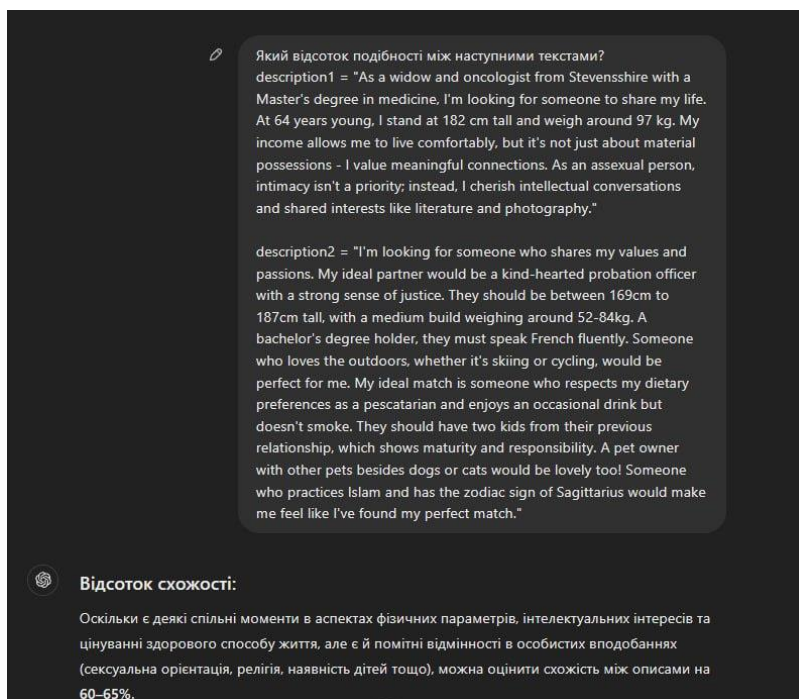 Який відсоток подібності між наступними текстами?
description1 = "As a widow and oncologist from Stevensshire with a
Master's degree in medicine, I'm looking for someone to share my life.
At 64 years young, I stand at 182 cm tall and weigh around 97 kg. My
income allows me to live comfortably, but it's not just about material
possessions - I value meaningful connections. As an assexual person,
intimacy isn't a priority; instead, I cherish intellectual conversations
and shared interests like literature and photography."
description2 = "I'm looking for someone who shares my values and
passions. My ideal partner would be a kind-hearted probation officer
with a strong sense of justice. They should be between 169cm to
187cm tall, with a medium build weighing around 52-84kg. A
bachelor's degree holder, they must speak French fluently. Someone
who loves the outdoors, whether it's skiing or cycling, would be
perfect for me. My ideal match is someone who respects my dietary
preferences as a pescatarian and enjoys an occasional drink but
doesn't smoke. They should have two kids from their previous
relationship, which shows maturity and responsibility. A pet owner
with other pets besides dogs or cats would be lovely too! Someone
who practices Islam and has the zodiac sign of Sagittarius would make
me feel like I've found my perfect match."
Відсоток схожості:
Оскільки є деякі спільні моменти в аспектах фізичних параметрів, інтелектуальних інтересів та
цінуванні здорового способу життя, але є й помітні відмінності в особистих вподобаннях
(сексуальна орієнтація, релігія, наявність дітей тощо), можна оцінити схожість між описами на
60–65%.